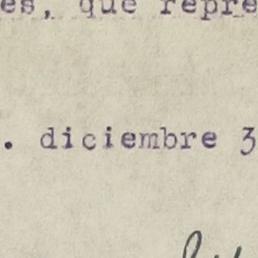 es, que repre
. diciembre 3